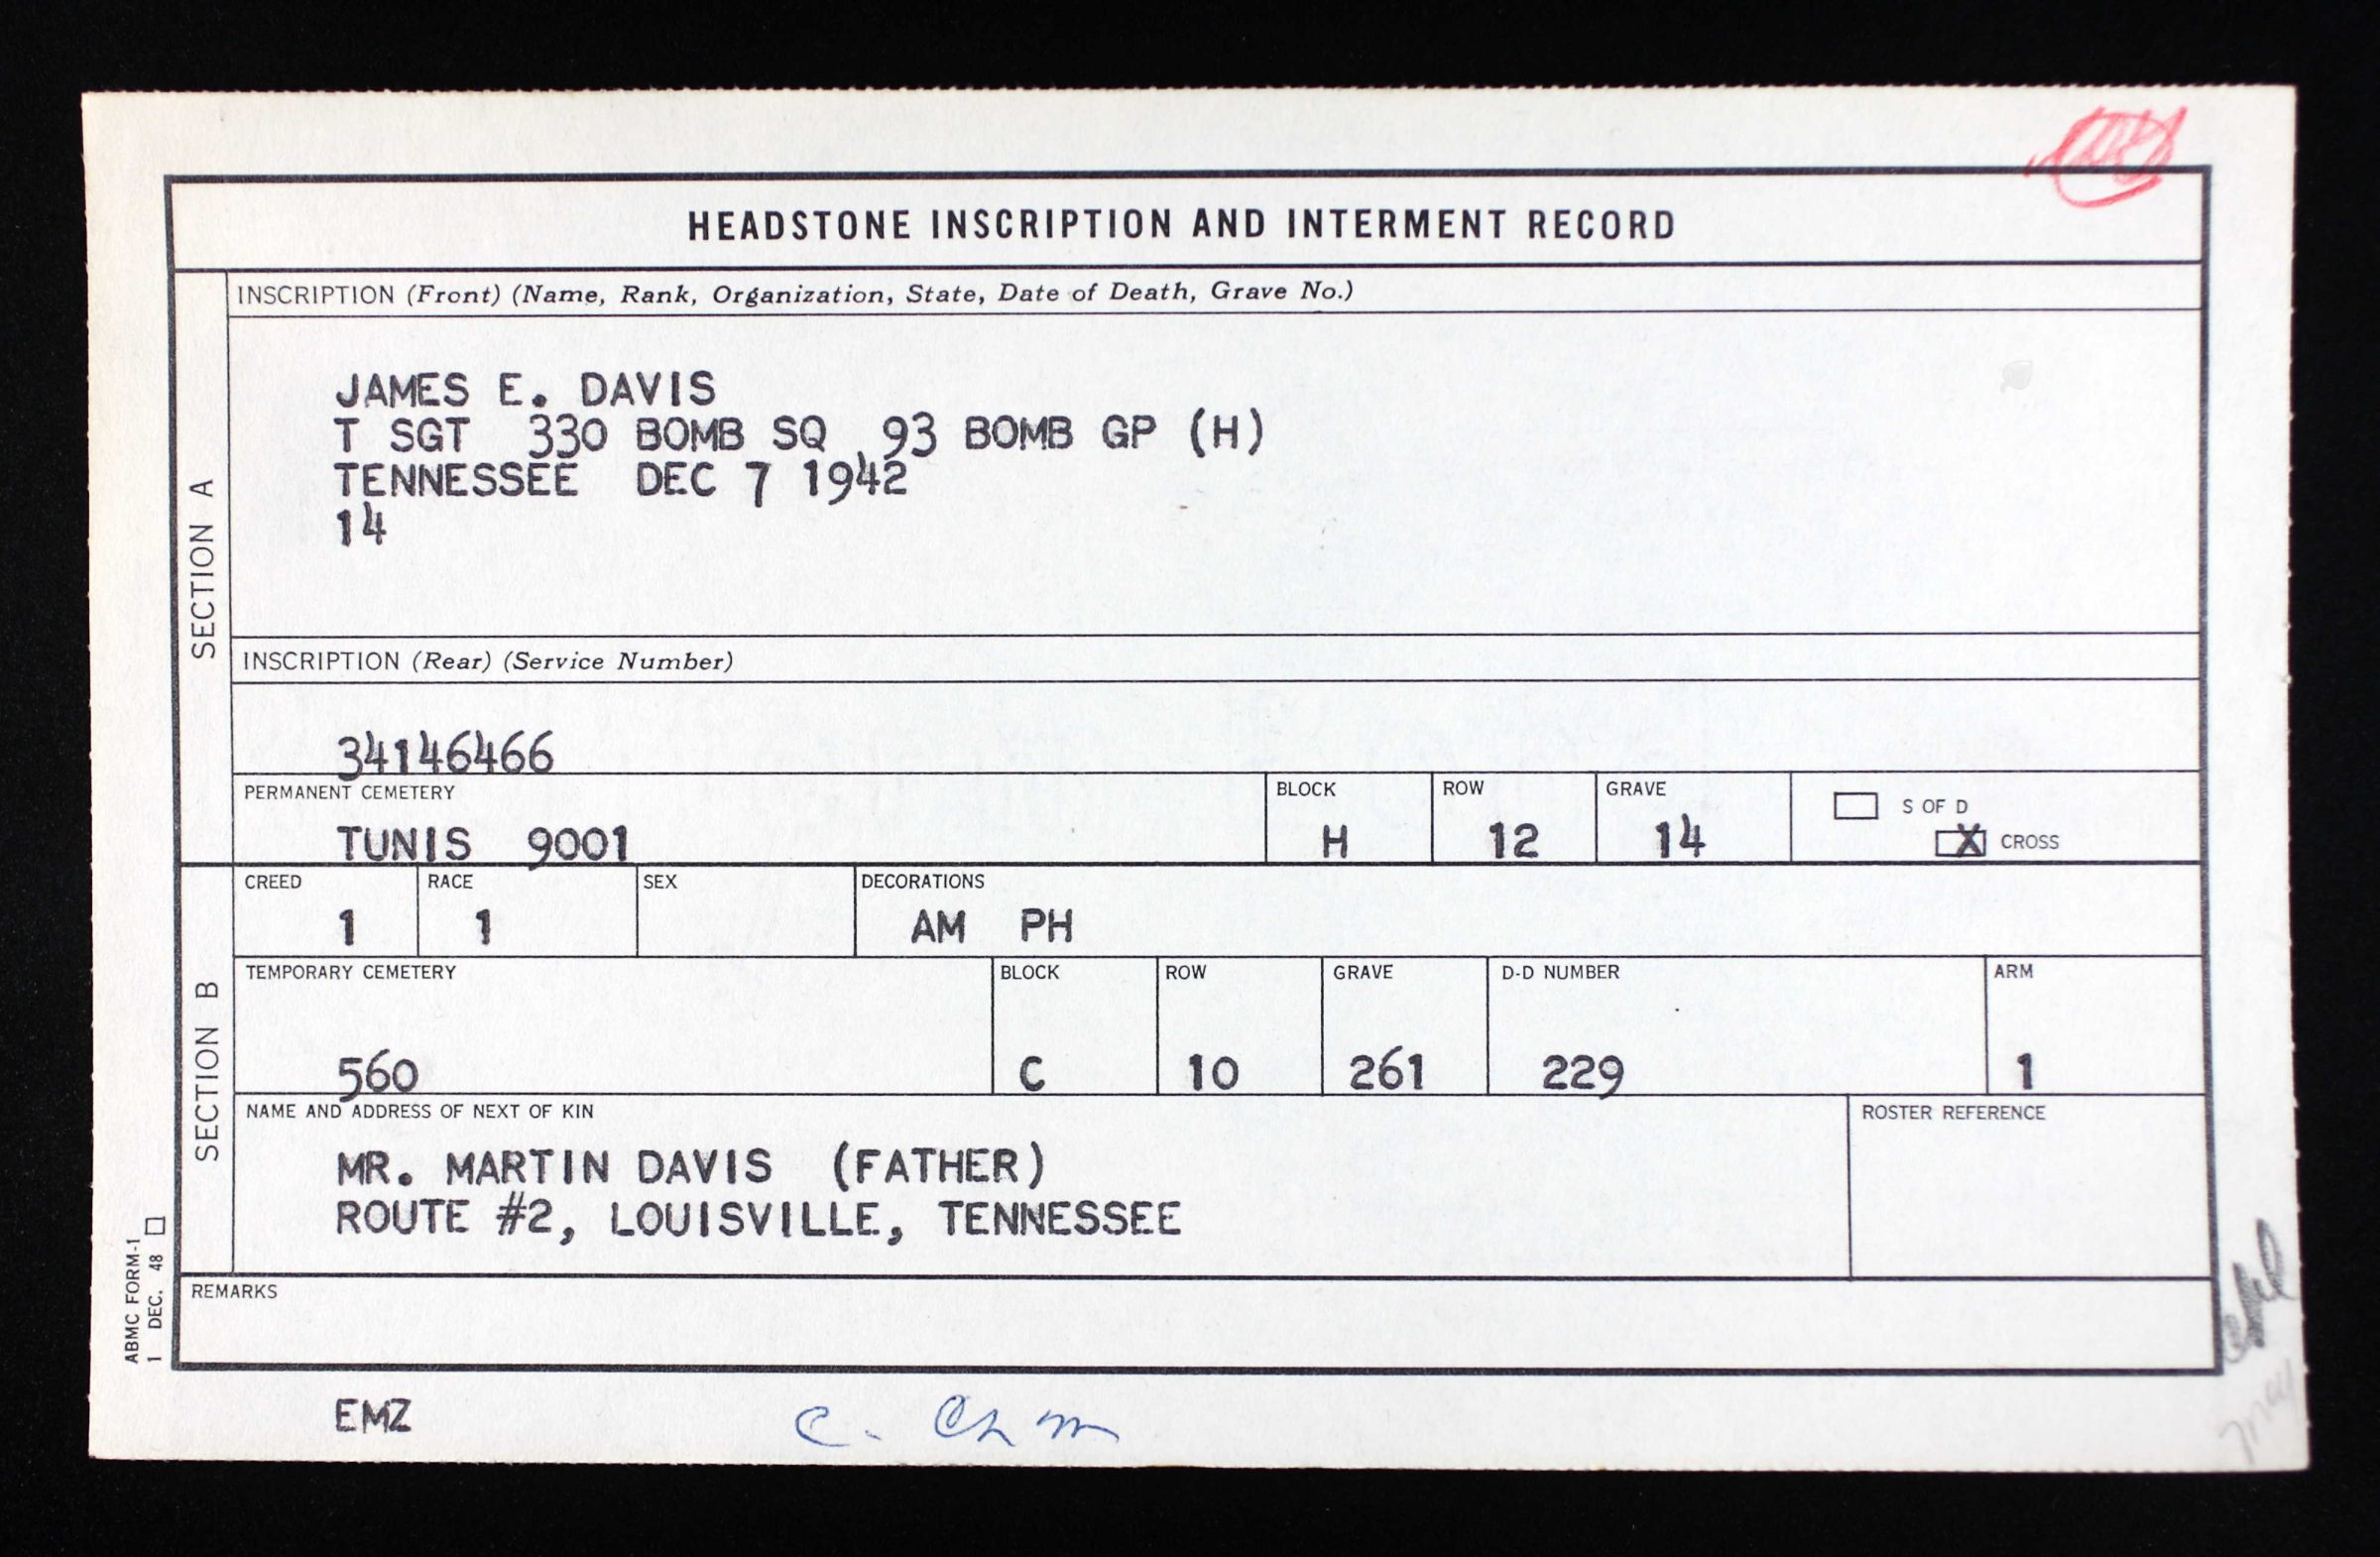 HEADSTONE INSCRIPTION AND INTERMENT RECORD
SECTION A
INSCRIPTION (Front) (Name, Rank, Organization, State, Date of Death, Grave No.)
JAMES E. DAVIS
T SGT 330 BOMB SQ 93 BOMB GP (H)
TENNESSEE DEC 7 1942
14
INSCRIPTION (Rear) (Service Number)
34146466
PERMANENT CEMETERY BLOCK ROW GRAVE S OF D
TUNIS 9001 H 12 14 X CROSS
SECTION B
CREED RACE SEX DECORATIONS
1 1 AM PH
TEMPORARY CEMETERY BLOCK ROW GRAVE D-D NUMBER ARM
560 C 10 261 229 1
NAME AND ADDRESS OF NEXT OF KIN ROSTER REFERENCE
MR. MARTIN DAVIS (FATHER)
ROUTE #2, LOUISVILLE, TENNESSEE
REMARKS
ABMC FORM-1
1 DEC. 48
EMZ